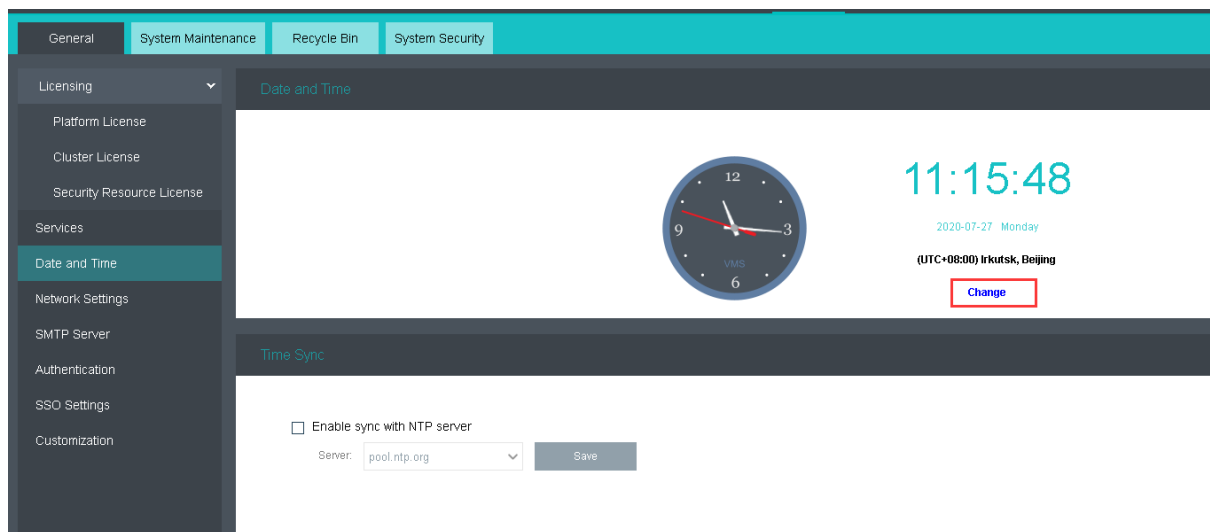 General
System Maintenance
Recycle Bin
System Security
Licensing
Platform License
Cluster License
Security Resource License
Services
Date and Time
Network Settings
SMTP Server
Authentication
SSO Settings
Customization
Date and Time
12
3
6
9
VMS
11:15:48
2020-07-27 Monday
(UTC+08:00) Irkutsk, Beijing
Change
Time Sync
Enable sync with NTP server
Server: pool.ntp.org Save